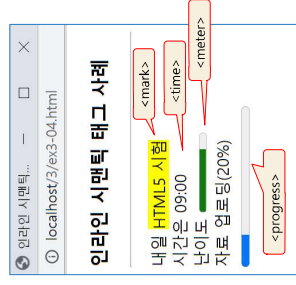 인라인 시맨틱...
localhost/3/ex3-04.html
인라인 시맨틱 태그 사례
내일 HTML5 시험
시간은 09:00
난이도
자료 업로딩(20%)
<mark>
<time>
<meter>
<progress>